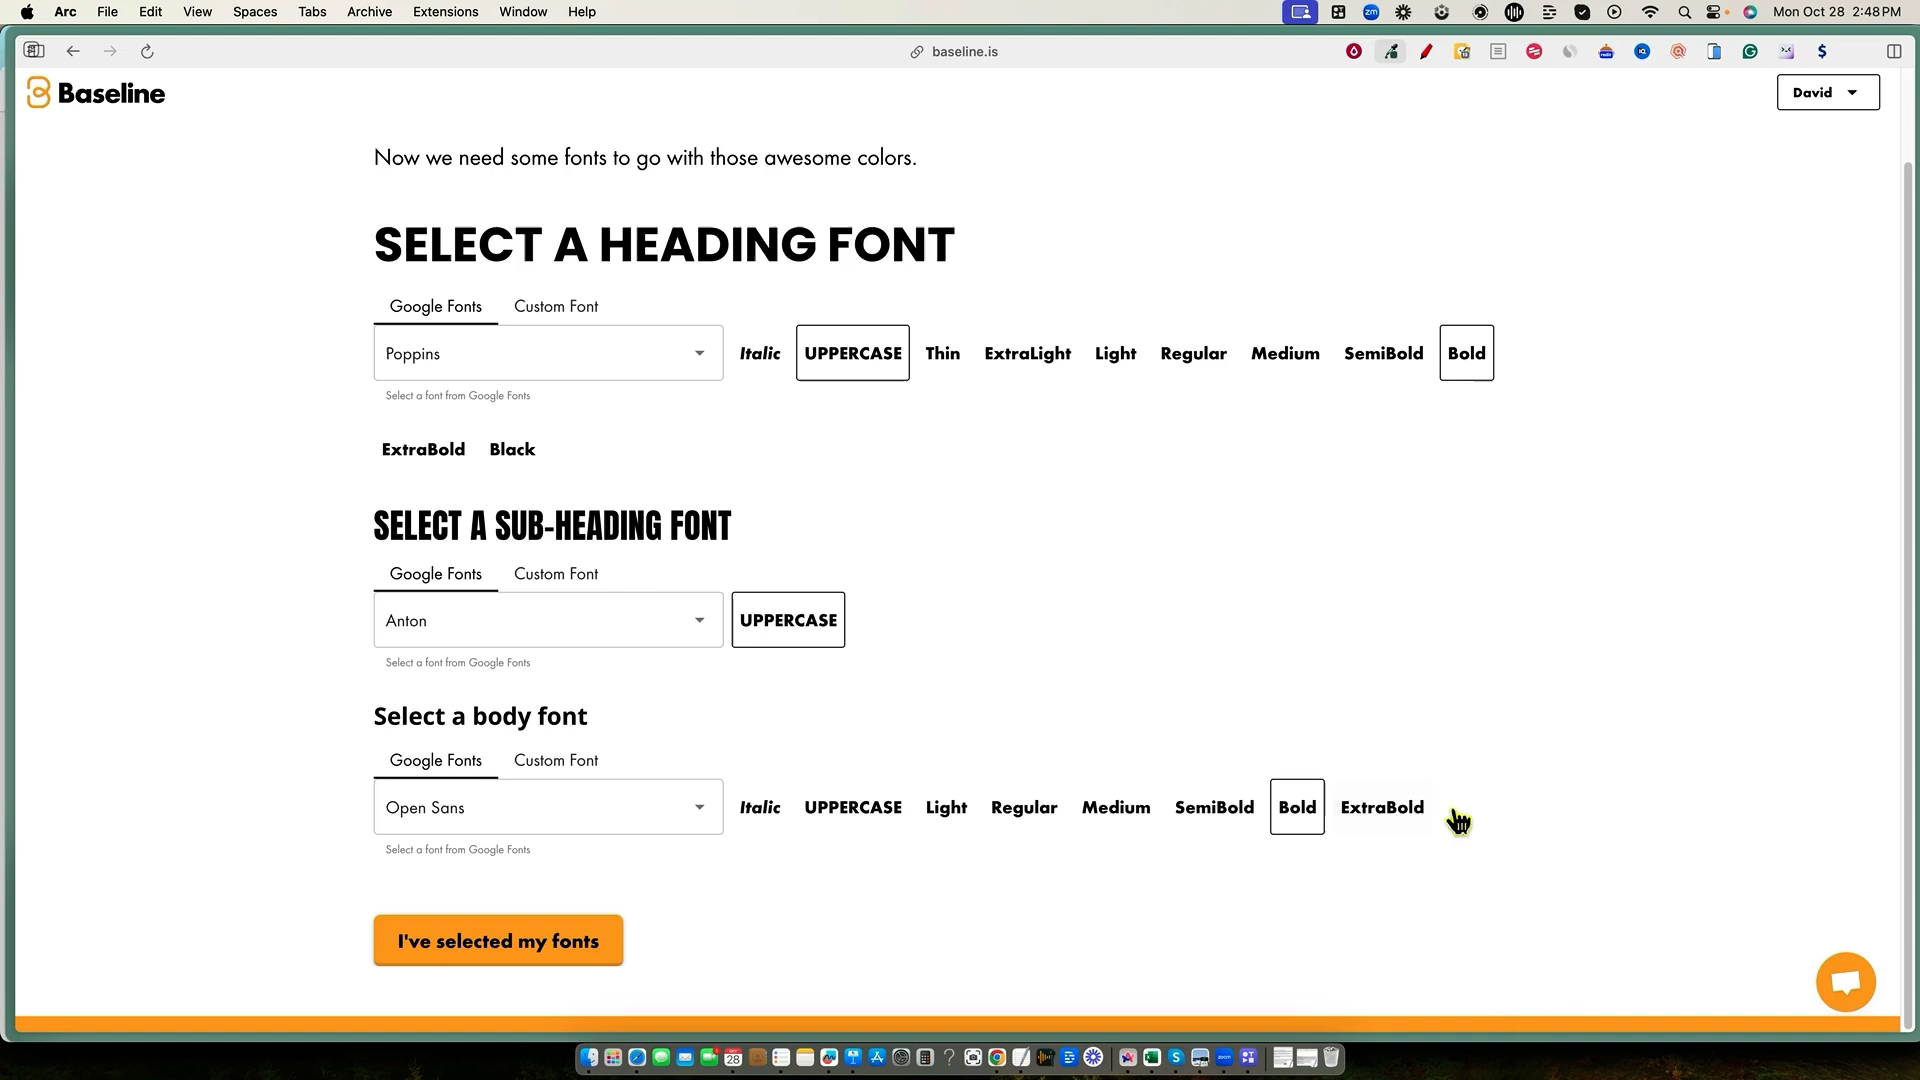 Arc File Edit View Spaces Tabs Archive Extensions Window Help Mon Oct 28 2:48 PM
baseline.is
Baseline David
Now we need some fonts to go with those awesome colors.
SELECT A HEADING FONT
Google Fonts Custom Font
Poppins Italic UPPERCASE Thin ExtraLight Light Regular Medium SemiBold Bold
Select a font from Google Fonts
ExtraBold Black
SELECT A SUB-HEADING FONT
Google Fonts Custom Font
Anton UPPERCASE
Select a font from Google Fonts
Select a body font
Google Fonts Custom Font
Open Sans Italic UPPERCASE Light Regular Medium SemiBold Bold ExtraBold
Select a font from Google Fonts
I've selected my fonts